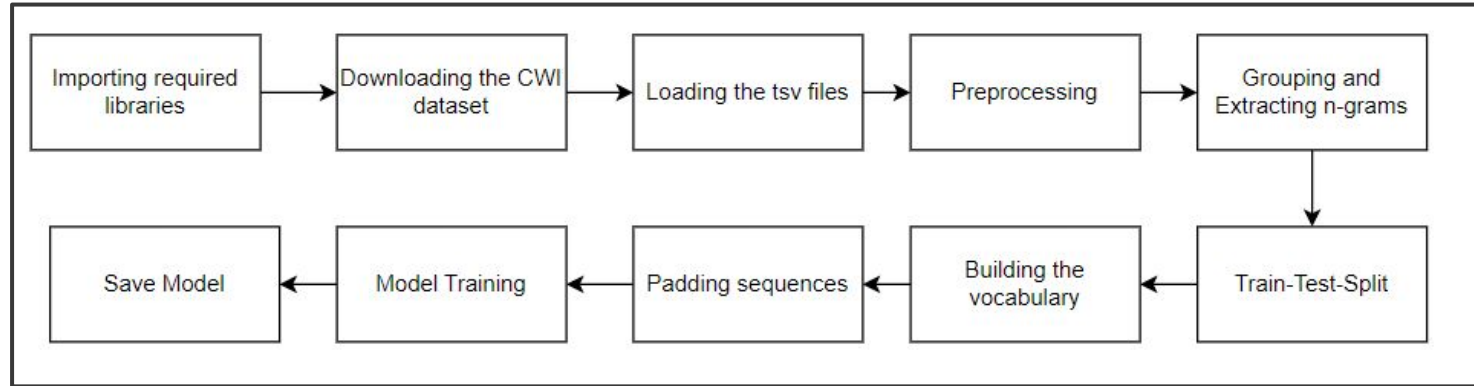 Importing required
libraries
Downloading the CWI
dataset
Loading the tsv files
Preprocessing
Grouping and
Extracting n-grams
Train-Test-Split
Building the
vocabulary
Padding sequences
Model Training
Save Model